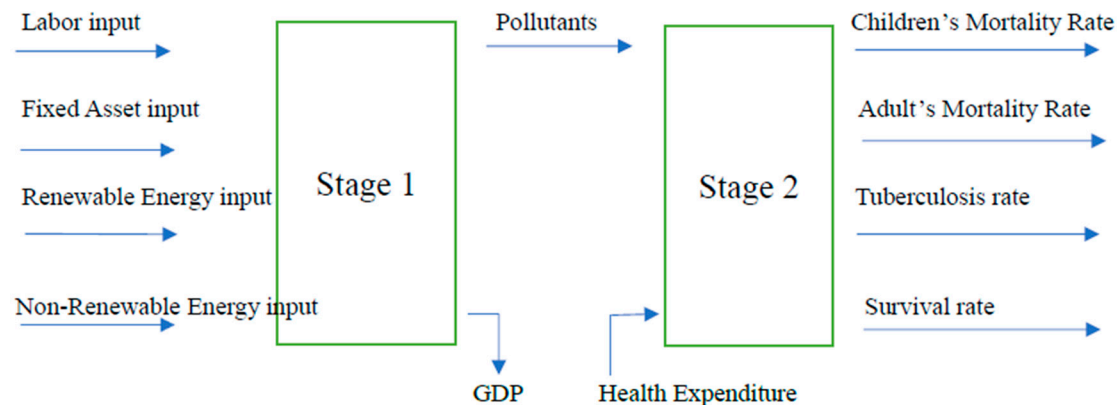 Labor input
Fixed Asset input
Renewable Energy input
Non-Renewable Energy input
Stage 1
Pollutants
GDP
Health Expenditure
Stage 2
Children's Mortality Rate
Adult's Mortality Rate
Tuberculosis rate
Survival rate